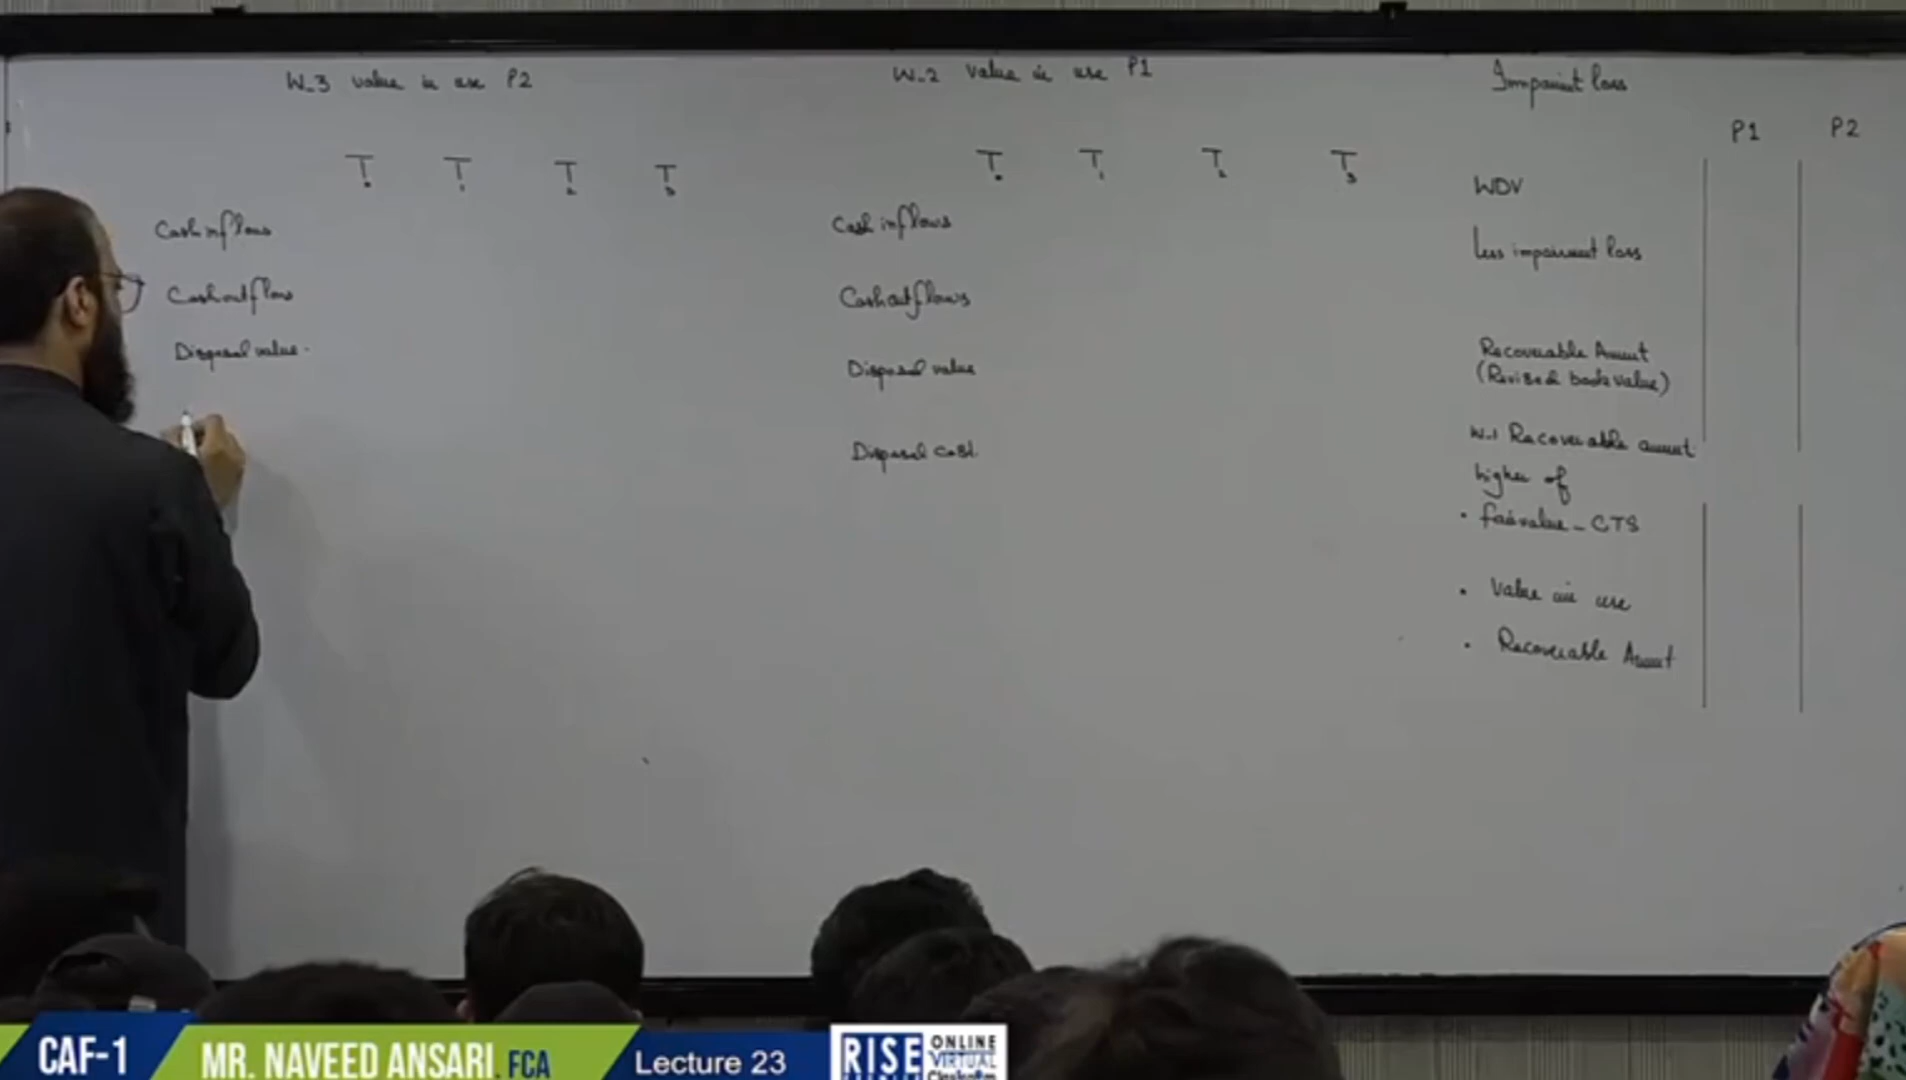 W-3 value in use P2
T0 T1 T2 T3
Cash inflows
Cash outflow
Disposal value
W-2 value in use P1
T0 T1 T2 T3
Cash inflows
Cash outflows
Disposal value
Disposal cost
Impairment loss
P1 P2
WDV
Less impairment loss
Recoverable Amount
(Revised book value)
W-1 Recoverable amount
higher of
• fair value - CTS
• Value in use
• Recoverable Amount
CAF-1
MR. NAVEED ANSARI, FCA
Lecture 23
RISE
ONLINE
VIRTUAL